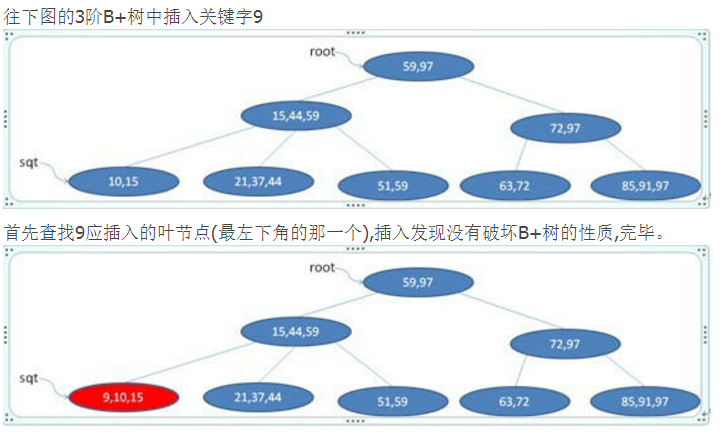 往下图的3阶B+树中插入关键字9
root
59,97
15,44,59
72,97
sqt
10,15
21,37,44
51,59
63,72
85,91,97
首先查找9应插入的叶节点(最左下角的那一个),插入发现没有破坏B+树的性质,完毕。
root
59,97
15,44,59
72,97
sqt
9,10,15
21,37,44
51,59
63,72
85,91,97